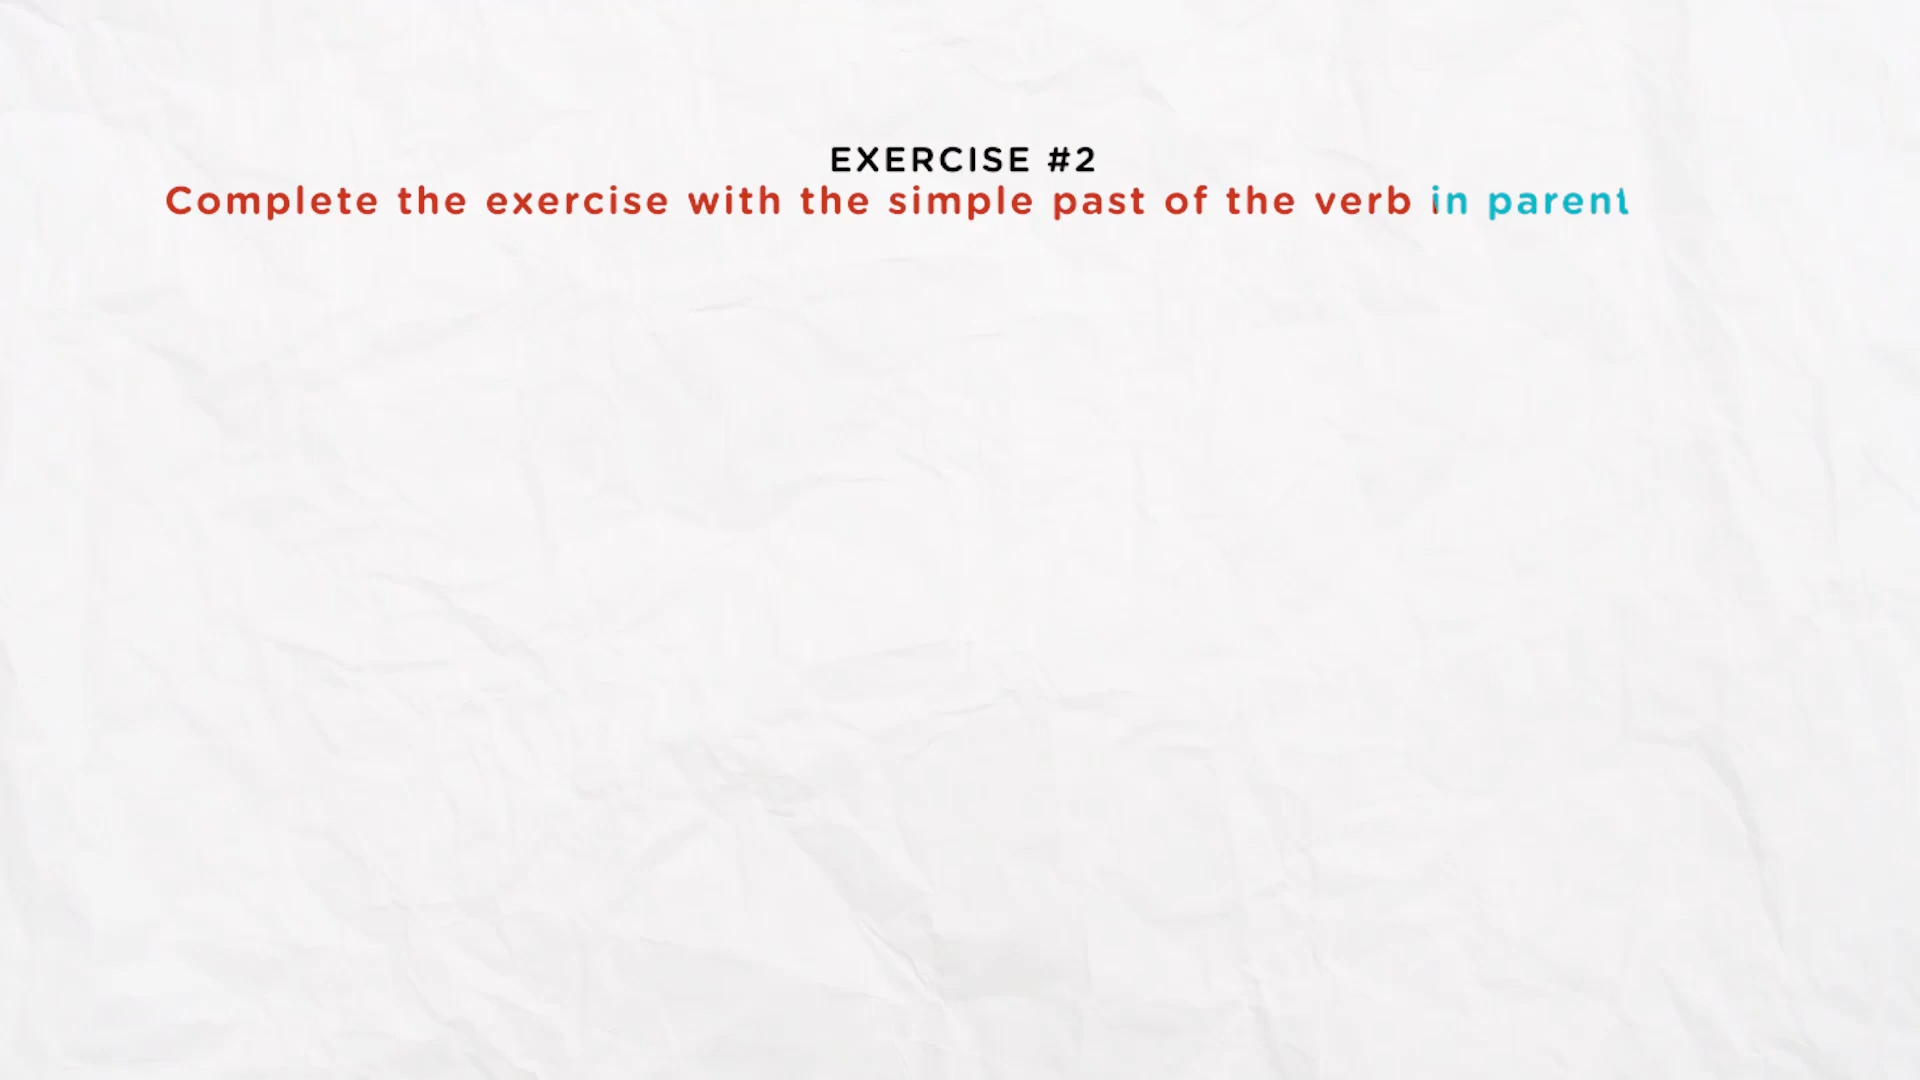 EXERCISE #2
Complete the exercise with the simple past of the verb in parent